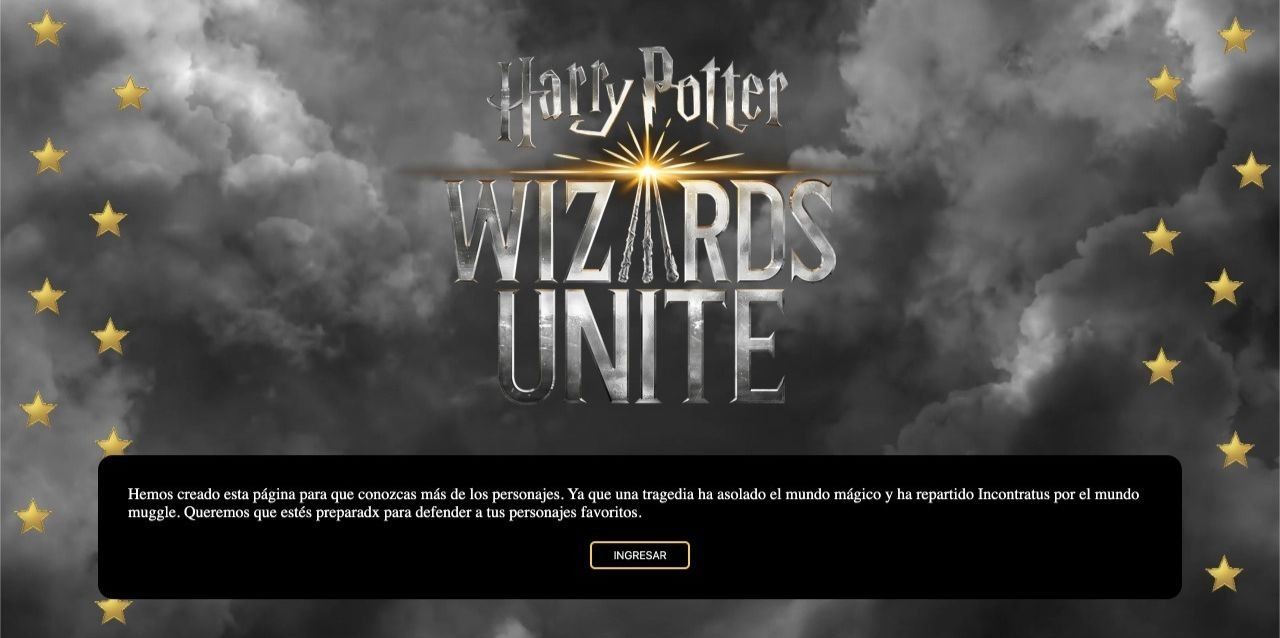 Harry Potter
WIZARDS
UNITE
Hemos creado esta página para que conozcas más de los personajes. Ya que una tragedia ha asolado el mundo mágico y ha repartido Incontratus por el mundo
muggle. Queremos que estés preparadx para defender a tus personajes favoritos.
INGRESAR